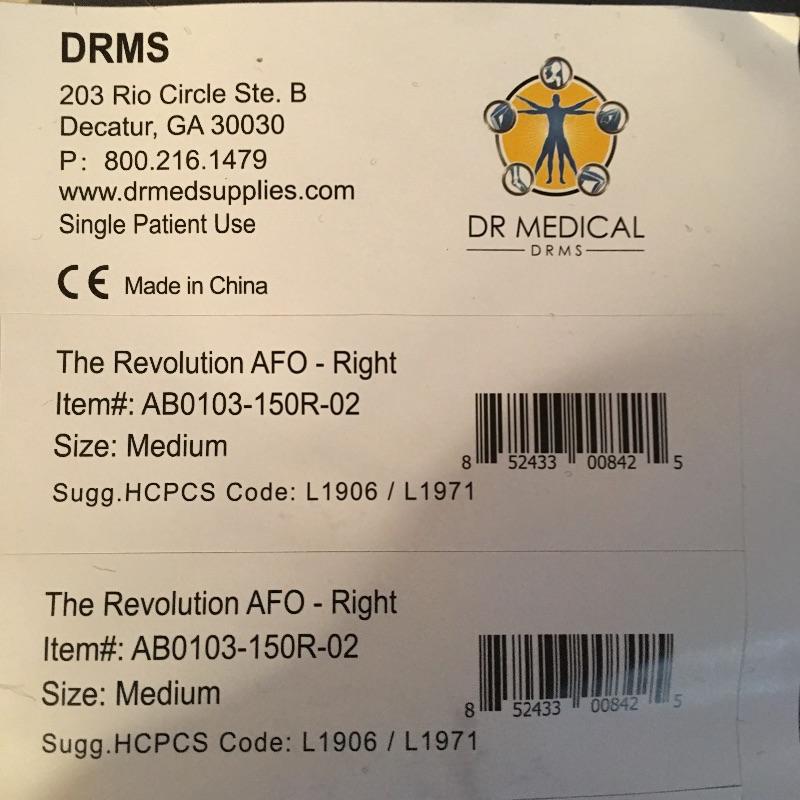 DRMS
203 Rio Circle Ste. B
Decatur, GA 30030
P: 800.216.1479
www.drmedsupplies.com
Single Patient Use
CE Made in China
DR MEDICAL
DRMS
The Revolution AFO - Right
Item#: AB0103-150R-02
Size: Medium
Sugg.HCPCS Code: L1906 / L1971
8 52433 00842 5
The Revolution AFO - Right
Item#: AB0103-150R-02
Size: Medium
Sugg.HCPCS Code: L1906 / L1971
8 52433 00842 5